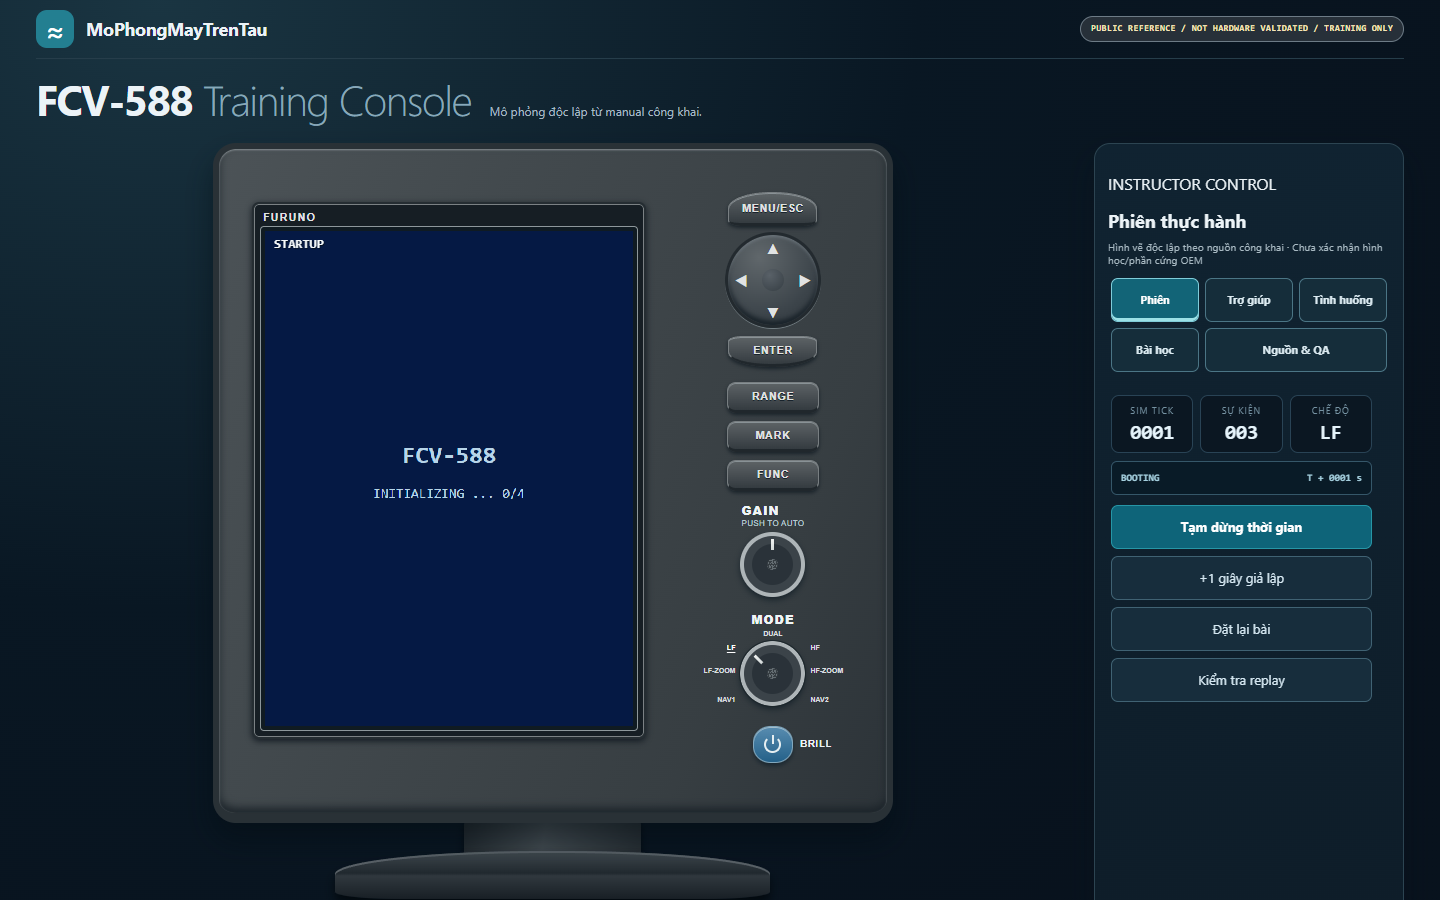 MoPhongMayTrenTau
PUBLIC REFERENCE / NOT HARDWARE VALIDATED / TRAINING ONLY
FCV-588 Training Console Mô phỏng độc lập từ manual công khai.
FURUNO
STARTUP
FCV-588
INITIALIZING ... 0/4
MENU/ESC
ENTER
RANGE
MARK
FUNC
GAIN
PUSH TO AUTO
MODE
DUAL
LF
HF
LF-ZOOM
HF-ZOOM
NAV1
NAV2
BRILL
INSTRUCTOR CONTROL
Phiên thực hành
Hình vẽ độc lập theo nguồn công khai · Chưa xác nhận hình
học/phần cứng OEM
Phiên
Trợ giúp
Tình huống
Bài học
Nguồn & QA
SIM TICK
SỰ KIỆN
CHẾ ĐỘ
0001
003
LF
BOOTING
T + 0001 s
Tạm dừng thời gian
+1 giây giả lập
Đặt lại bài
Kiểm tra replay